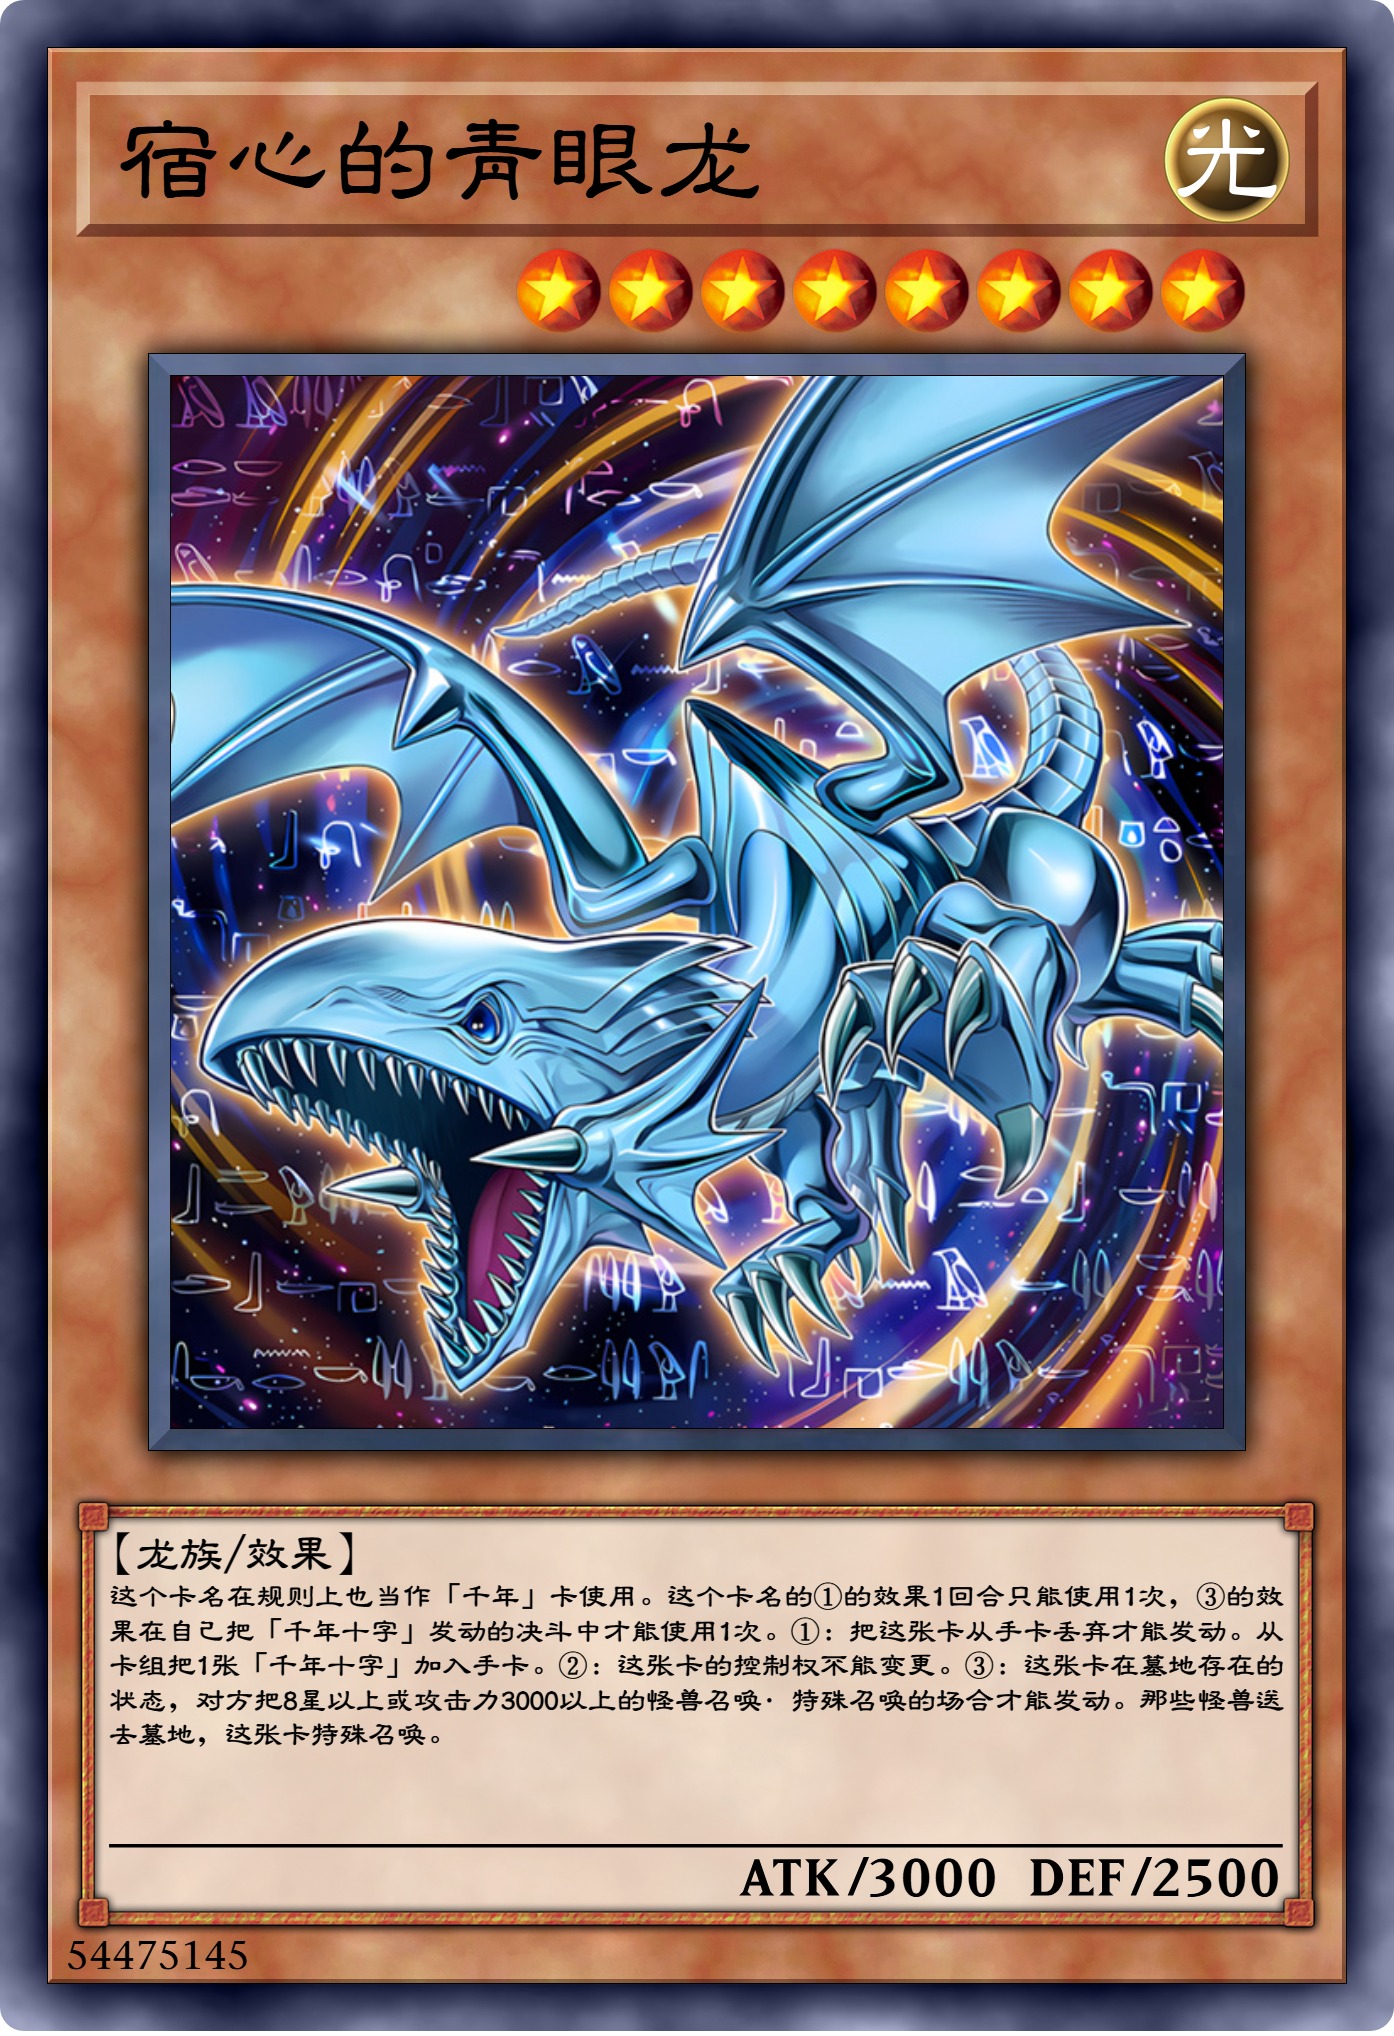 宿心的青眼龙
光
【龙族/效果】
这个卡名在规则上也当作「千年」卡使用。这个卡名的①的效果1回合只能使用1次，③的效
果在自己把「千年十字」发动的决斗中才能使用1次。①：把这张卡从手卡丢弃才能发动。从
卡组把1张「千年十字」加入手卡。②：这张卡的控制权不能变更。③：这张卡在墓地存在的
状态，对方把8星以上或攻击力3000以上的怪兽召唤·特殊召唤的场合才能发动。那些怪兽送
去墓地，这张卡特殊召唤。
ATK/3000 DEF/2500
54475145